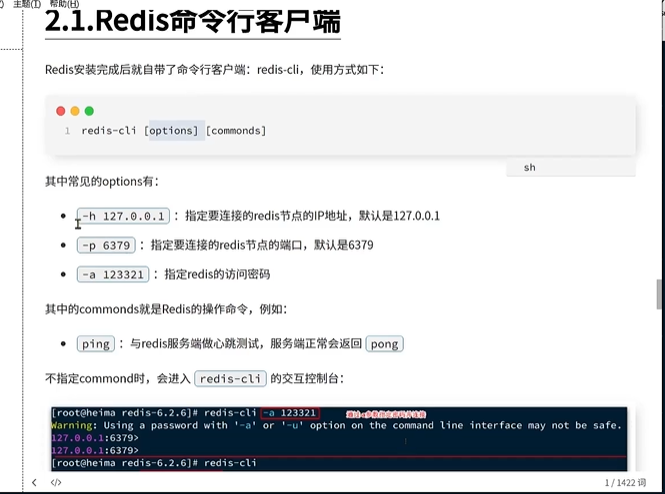 主题(T) 帮助(H)
2.1.Redis命令行客户端
Redis安装完成后就自带了命令行客户端：redis-cli，使用方式如下：
1 redis-cli [options] [commonds]
sh
其中常见的options有：
-h 127.0.0.1 ：指定要连接的redis节点的IP地址，默认是127.0.0.1
-p 6379 ：指定要连接的redis节点的端口，默认是6379
-a 123321 ：指定redis的访问密码
其中的commonds就是Redis的操作命令，例如：
ping ：与redis服务端做心跳测试，服务端正常会返回 pong
不指定commond时，会进入 redis-cli 的交互控制台：
[root@heima redis-6.2.6]# redis-cli -a 123321
Warning: Using a password with '-a' or '-u' option on the command line interface may not be safe.
127.0.0.1:6379>
127.0.0.1:6379>
[root@heima redis-6.2.6]# redis-cli
< </> 1 / 1422 词